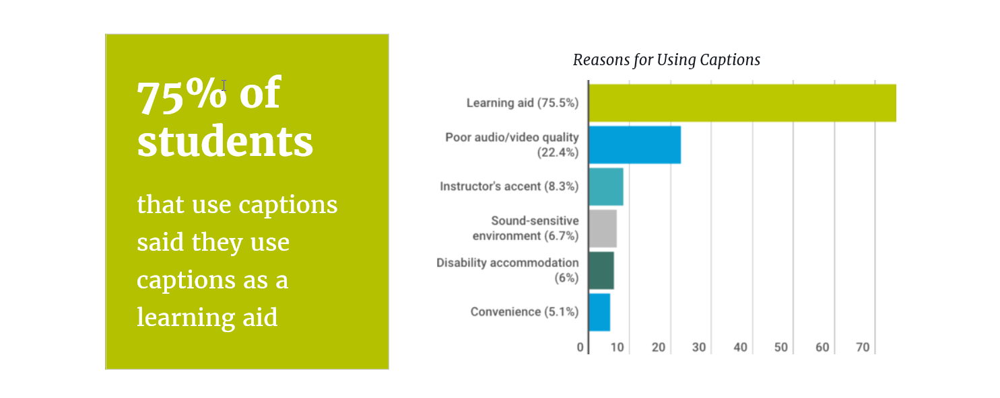 75% of
students
that use captions
said they use
captions as a
learning aid
Reasons for Using Captions
Learning aid (75.5%)
Poor audio/video quality
(22.4%)
Instructor's accent (8.3%)
Sound-sensitive
environment (6.7%)
Disability accommodation
(6%)
Convenience (5.1%)
0 10 20 30 40 50 60 70